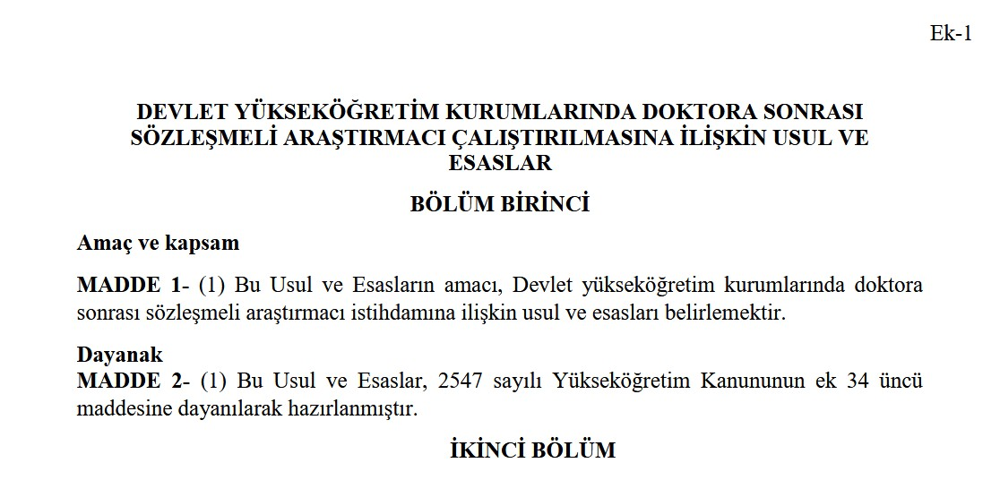 Ek-1
DEVLET YÜKSEKÖĞRETİM KURUMLARINDA DOKTORA SONRASI
SÖZLEŞMELİ ARAŞTIRMACI ÇALIŞTIRILMASINA İLİŞKİN USUL VE
ESASLAR
BÖLÜM BİRİNCİ
Amaç ve kapsam
MADDE 1- (1) Bu Usul ve Esasların amacı, Devlet yükseköğretim kurumlarında doktora
sonrası sözleşmeli araştırmacı istihdamına ilişkin usul ve esasları belirlemektir.
Dayanak
MADDE 2- (1) Bu Usul ve Esaslar, 2547 sayılı Yükseköğretim Kanununun ek 34 üncü
maddesine dayanılarak hazırlanmıştır.
İKİNCİ BÖLÜM